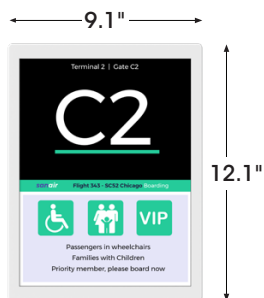 9.1"
Terminal 2 | Gate C2
C2
12.1"
sanair Flight 345 - SC52 Chicago Boarding
VIP
Passengers in wheelchairs
Families with Children
Priority member, please board now